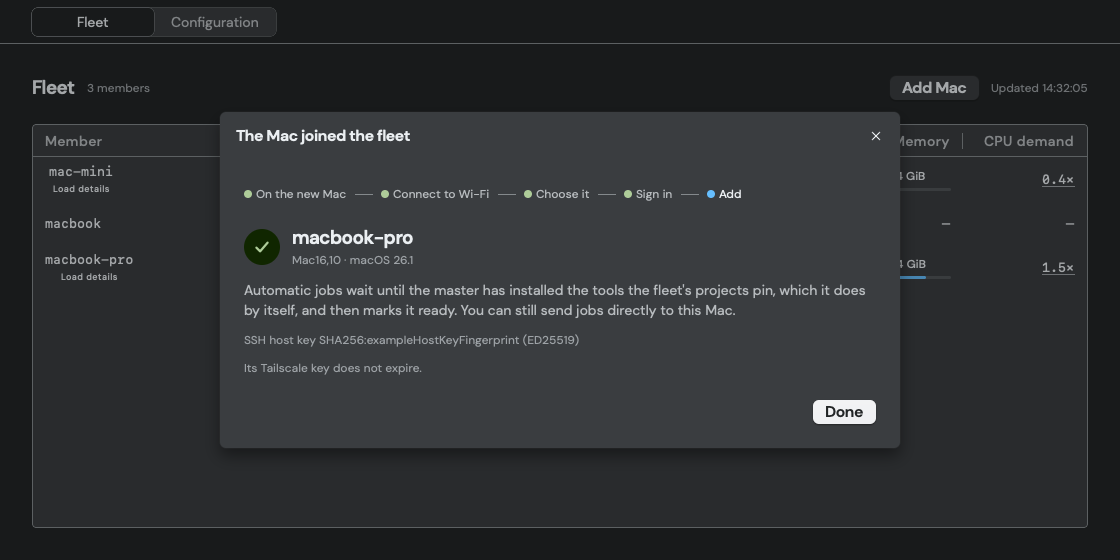 Fleet Configuration
Fleet 3 members Add Mac Updated 14:32:05
Member Memory CPU demand
The Mac joined the fleet
mac-mini GiB 0.4×
Load details
On the new Mac Connect to Wi-Fi Choose it Sign in Add
macbook — —
macbook-pro GiB 1.5×
Load details
macbook-pro
Mac16,10 · macOS 26.1
Automatic jobs wait until the master has installed the tools the fleet's projects pin, which it does
by itself, and then marks it ready. You can still send jobs directly to this Mac.
SSH host key SHA256:exampleHostKeyFingerprint (ED25519)
Its Tailscale key does not expire.
Done